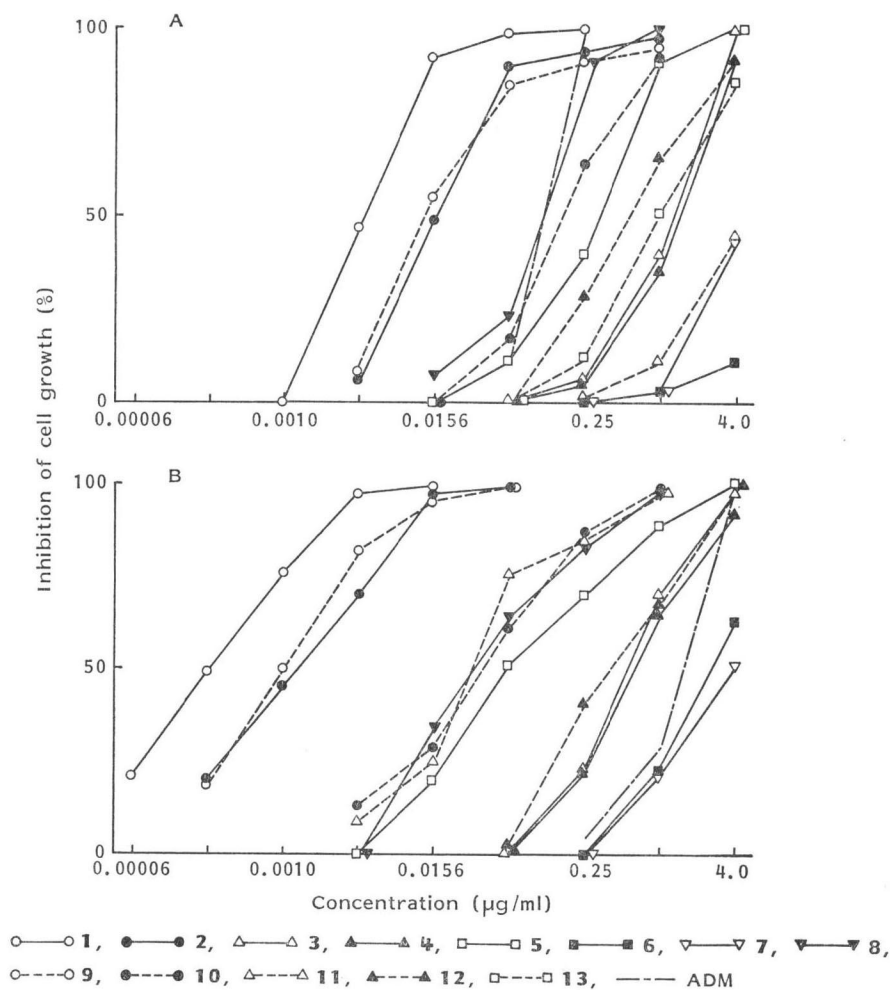 A
100
50
0
0.00006 0.0010 0.0156 0.25 4.0
Inhibition of cell growth (%)
B
100
50
0
0.00006 0.0010 0.0156 0.25 4.0
Concentration (µg/ml)
1, 2, 3, 4, 5, 6, 7, 8,
9, 10, 11, 12, 13, ADM